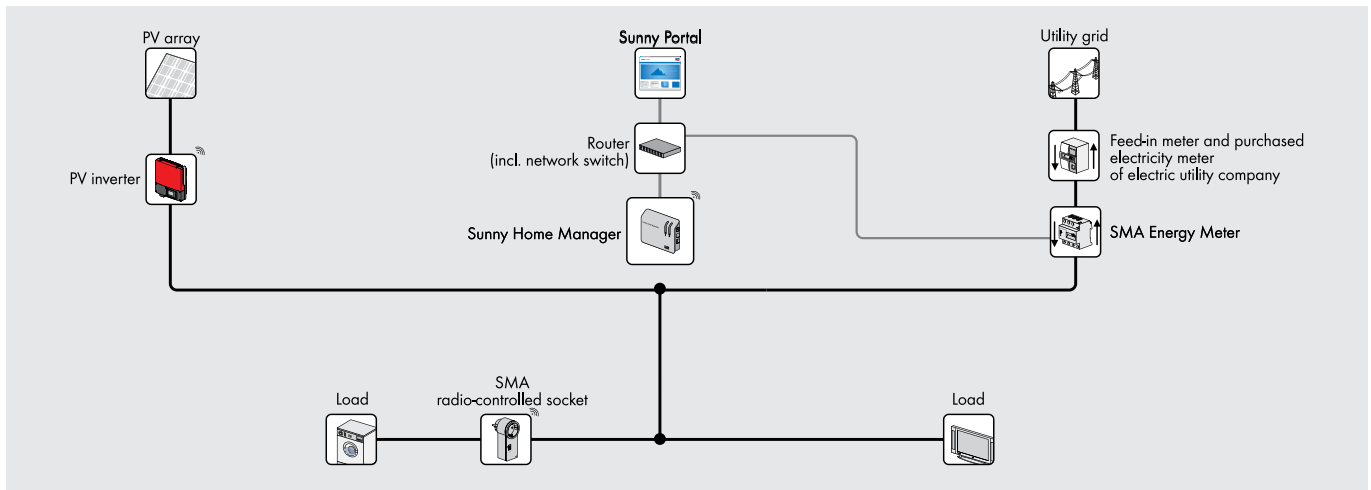 PV array
Sunny Portal
Utility grid
Router
(incl. network switch)
Feed-in meter and purchased
electricity meter
of electric utility company
PV inverter
Sunny Home Manager
SMA Energy Meter
Load
SMA
radio-controlled socket
Load